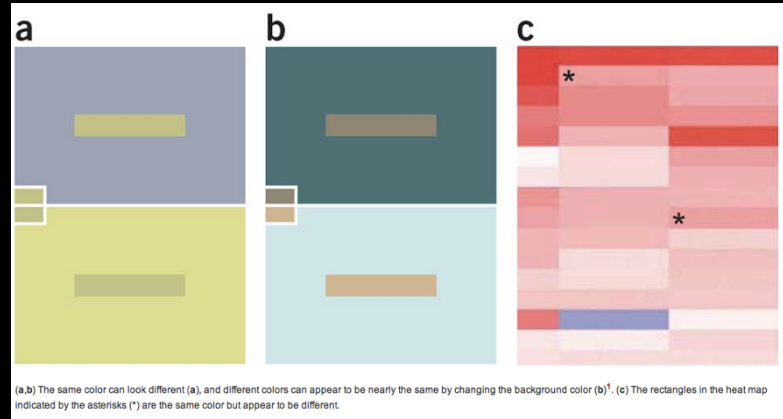 a b c
*
*
(a,b) The same color can look different (a), and different colors can appear to be nearly the same by changing the background color (b)¹. (c) The rectangles in the heat map
indicated by the asterisks (*) are the same color but appear to be different.